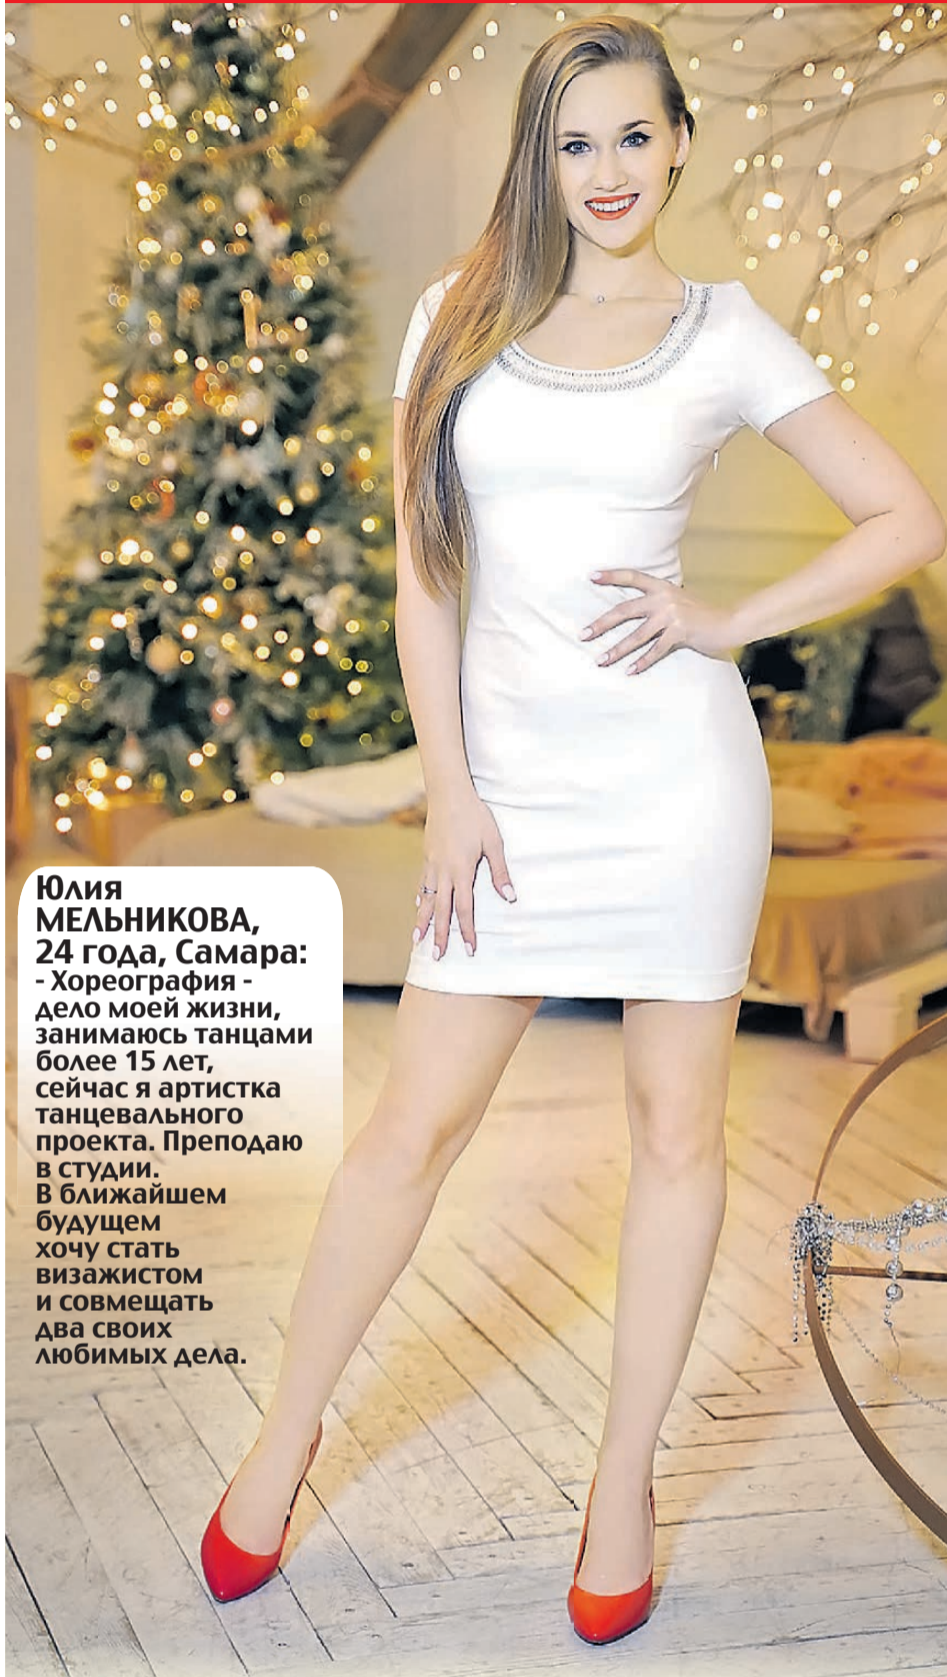 Юлия
МЕЛЬНИКОВА,
24 года, Самара:
- Хореография -
дело моей жизни,
занимаюсь танцами
более 15 лет,
сейчас я артистка
танцевального
проекта. Преподаю
в студии.
В ближайшем
будущем
хочу стать
визажистом
и совмещать
два своих
любимых дела.